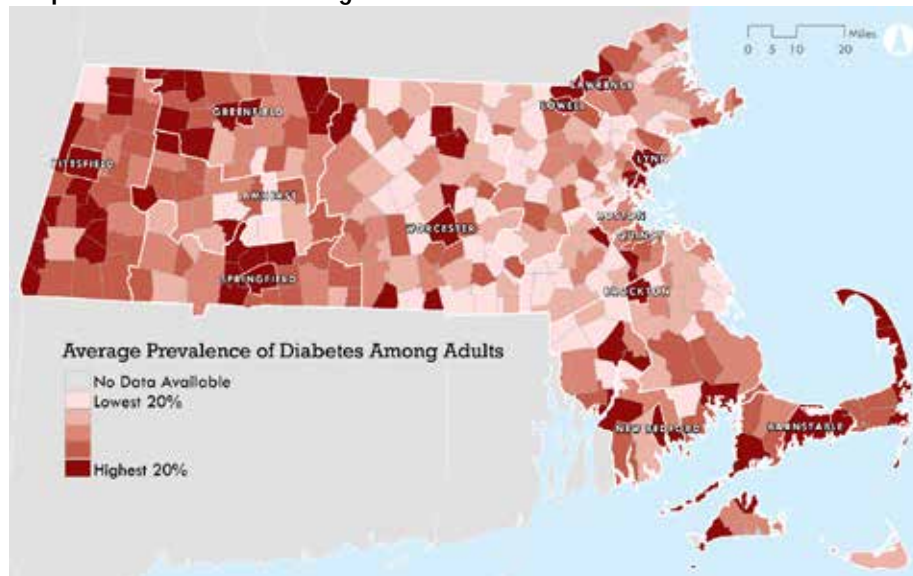 Miles
0 5 10 20
LAWRENCE
LOWELL
GREENFIELD
LYNN
PITTSFIELD
AMHERST
BOSTON
WORCESTER
QUINCY
SPRINGFIELD
BROCKTON
Average Prevalence of Diabetes Among Adults
No Data Available
Lowest 20%
Highest 20%
NEW BEDFORD
BARNSTABLE